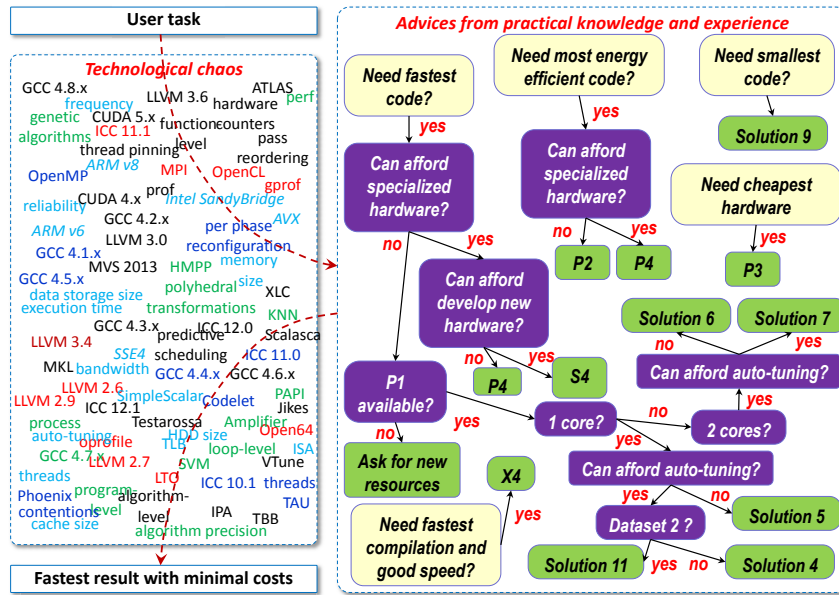 User task
Technological chaos
GCC 4.8.x
LLVM 3.6
ATLAS
frequency
hardware
perf
genetic
CUDA 5.x
function-
counters
algorithms
ICC 11.1
level
pass
thread pinning
reordering
ARM v8
MPI
OpenCL
OpenMP
prof
gprof
CUDA 4.x
Intel SandyBridge
reliability
GCC 4.2.x
AVX
ARM v6
per phase
LLVM 3.0
reconfiguration
GCC 4.1.x
memory
MVS 2013
HMPP
GCC 4.5.x
polyhedral
size
XLC
data storage size
transformations
execution time
KNN
GCC 4.3.x
ICC 12.0
predictive
Scalasca
LLVM 3.4
SSE4
scheduling
ICC 11.0
MKL
bandwidth
GCC 4.4.x
GCC 4.6.x
LLVM 2.6
SimpleScalar
PAPI
LLVM 2.9
Codelet
Jikes
ICC 12.1
process
Testarossa
Amplifier
Open64
auto-tuning
oprofile
HDD size
TLB
loop-level
ISA
GCC 4.7.x
LLVM 2.7
SVM
VTune
threads
LTO
ICC 10.1
threads
Phoenix
program-
level
algorithm-
level
TAU
contentions
IPA
TBB
cache size
algorithm precision
Fastest result with minimal costs
Advices from practical knowledge and experience
Need fastest
code?
Need most energy
efficient code?
Need smallest
code?
yes
yes
Solution 9
Can afford
specialized
hardware?
Can afford
specialized
hardware?
Need cheapest
hardware
no
yes
no
yes
yes
P2
P4
P3
Can afford
develop new
hardware?
Solution 6
Solution 7
no
yes
no
yes
P4
S4
Can afford auto-tuning?
P1
available?
yes
1 core?
no
2 cores?
yes
no
yes
Ask for new
resources
X4
Can afford auto-tuning?
yes
yes
no
Need fastest
compilation and
good speed?
Dataset 2 ?
Solution 5
Solution 11
yes
no
Solution 4